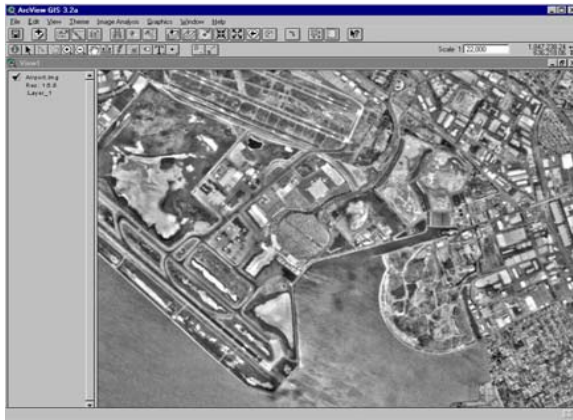 ArcView GIS 3.2a
File Edit View Theme Image Analysis Graphics Window Help
Scale 1: 22,000
View1
Airport.img
Layer_1